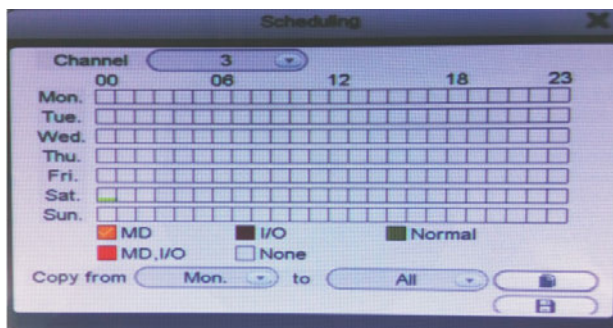 Scheduling
Channel 3
00 06 12 18 23
Mon.
Tue.
Wed.
Thu.
Fri.
Sat.
Sun.
MD I/O Normal
MD,I/O None
Copy from Mon. to All